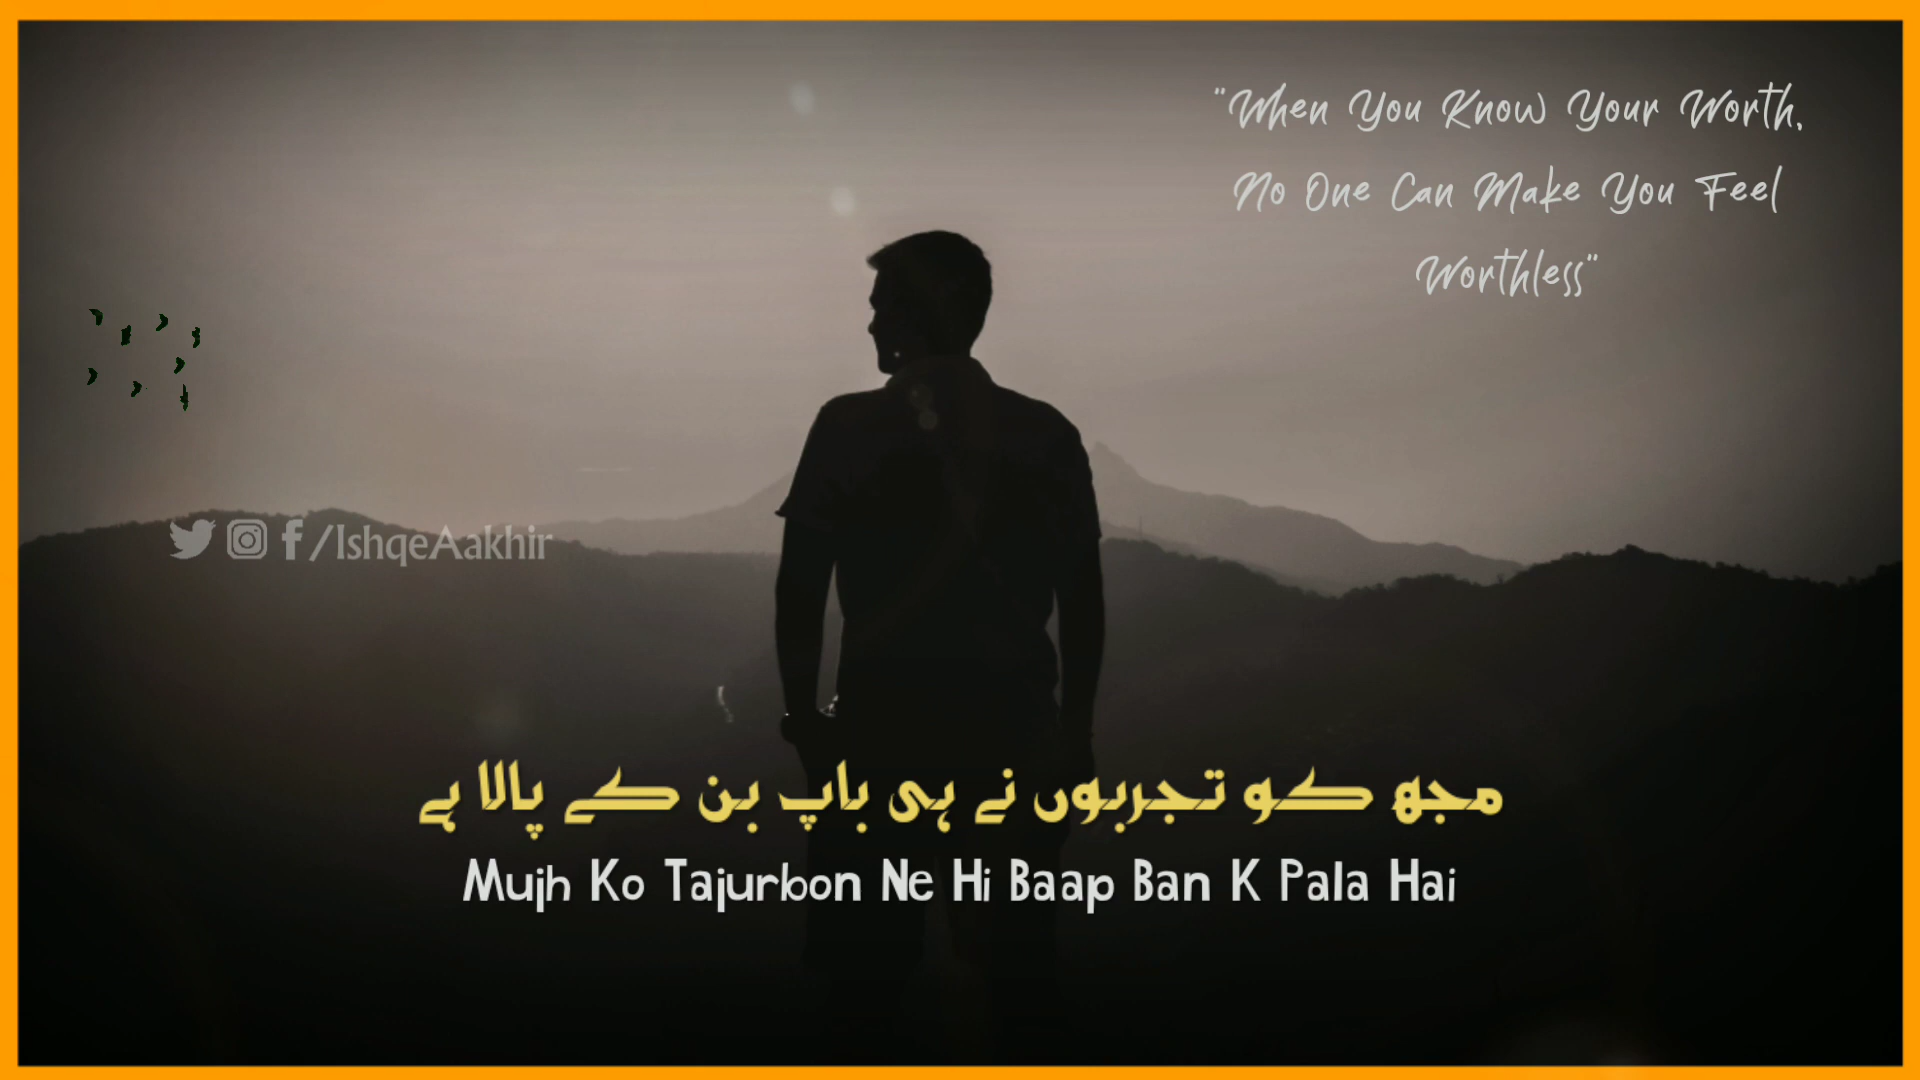 "When You Know Your Worth,
No One Can Make You Feel
Worthless"
/IshqeAakhir
مجھ کو تجربوں نے ہی باپ بن کے پالا ہے
Mujh Ko Tajurbon Ne Hi Baap Ban K Pala Hai